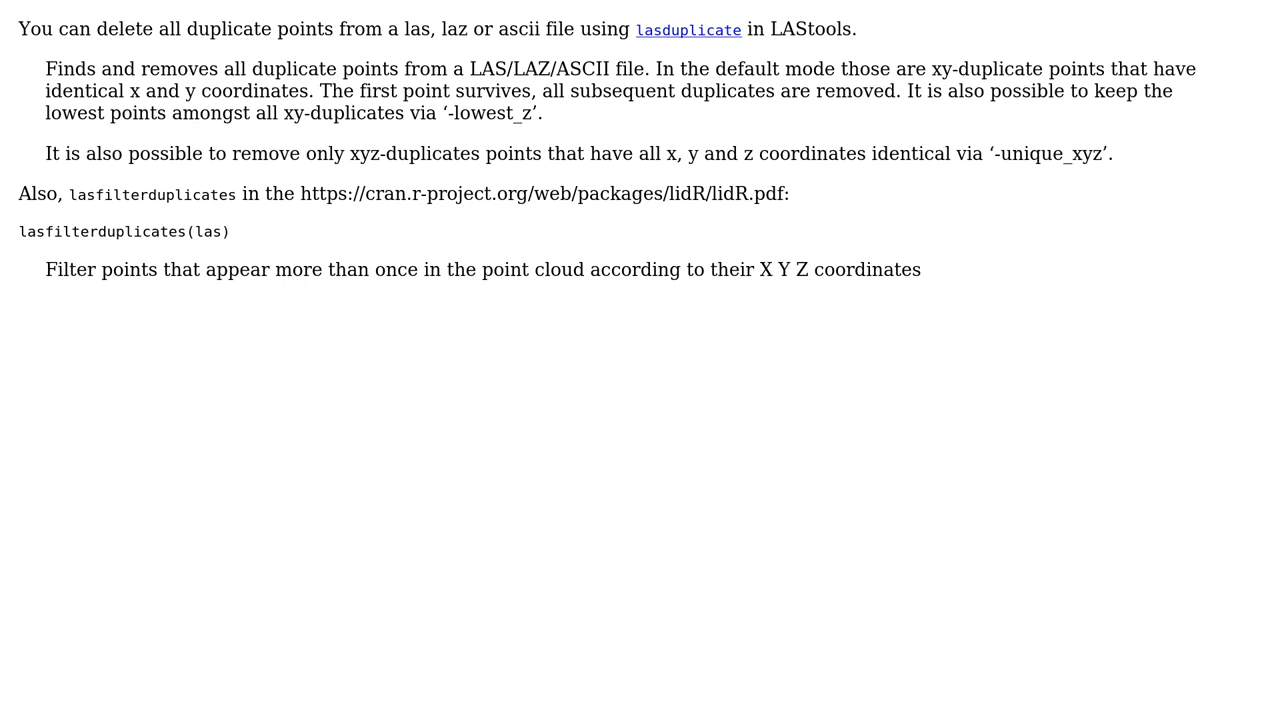 You can delete all duplicate points from a las, laz or ascii file using lasduplicate in LAStools.
Finds and removes all duplicate points from a LAS/LAZ/ASCII file. In the default mode those are xy-duplicate points that have
identical x and y coordinates. The first point survives, all subsequent duplicates are removed. It is also possible to keep the
lowest points amongst all xy-duplicates via ‘-lowest_z’.
It is also possible to remove only xyz-duplicates points that have all x, y and z coordinates identical via ‘-unique_xyz’.
Also, lasfilterduplicates in the https://cran.r-project.org/web/packages/lidR/lidR.pdf:
lasfilterduplicates(las)
Filter points that appear more than once in the point cloud according to their X Y Z coordinates